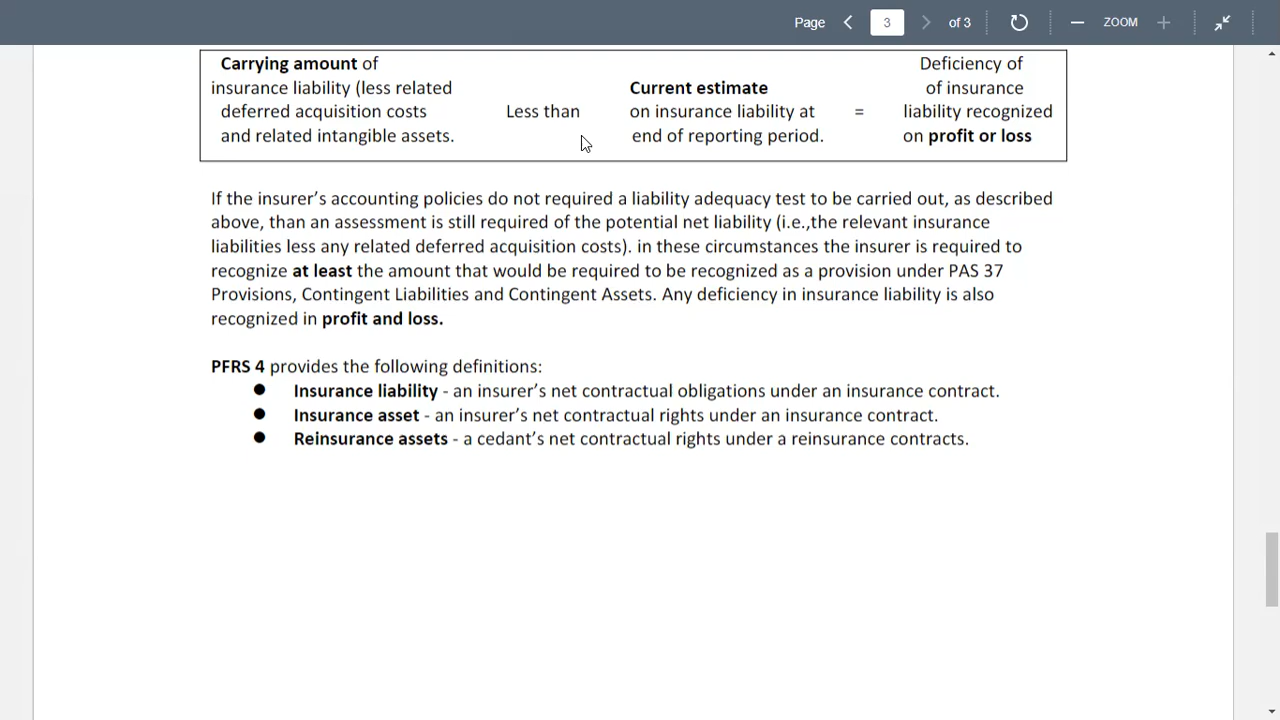 Page 3 of 3 ZOOM
Carrying amount of
insurance liability (less related
deferred acquisition costs
and related intangible assets.
Less than
Current estimate
on insurance liability at
end of reporting period.
=
Deficiency of
of insurance
liability recognized
on profit or loss
If the insurer’s accounting policies do not required a liability adequacy test to be carried out, as described
above, than an assessment is still required of the potential net liability (i.e.,the relevant insurance
liabilities less any related deferred acquisition costs). in these circumstances the insurer is required to
recognize at least the amount that would be required to be recognized as a provision under PAS 37
Provisions, Contingent Liabilities and Contingent Assets. Any deficiency in insurance liability is also
recognized in profit and loss.
PFRS 4 provides the following definitions:
● Insurance liability - an insurer’s net contractual obligations under an insurance contract.
● Insurance asset - an insurer’s net contractual rights under an insurance contract.
● Reinsurance assets - a cedant’s net contractual rights under a reinsurance contracts.